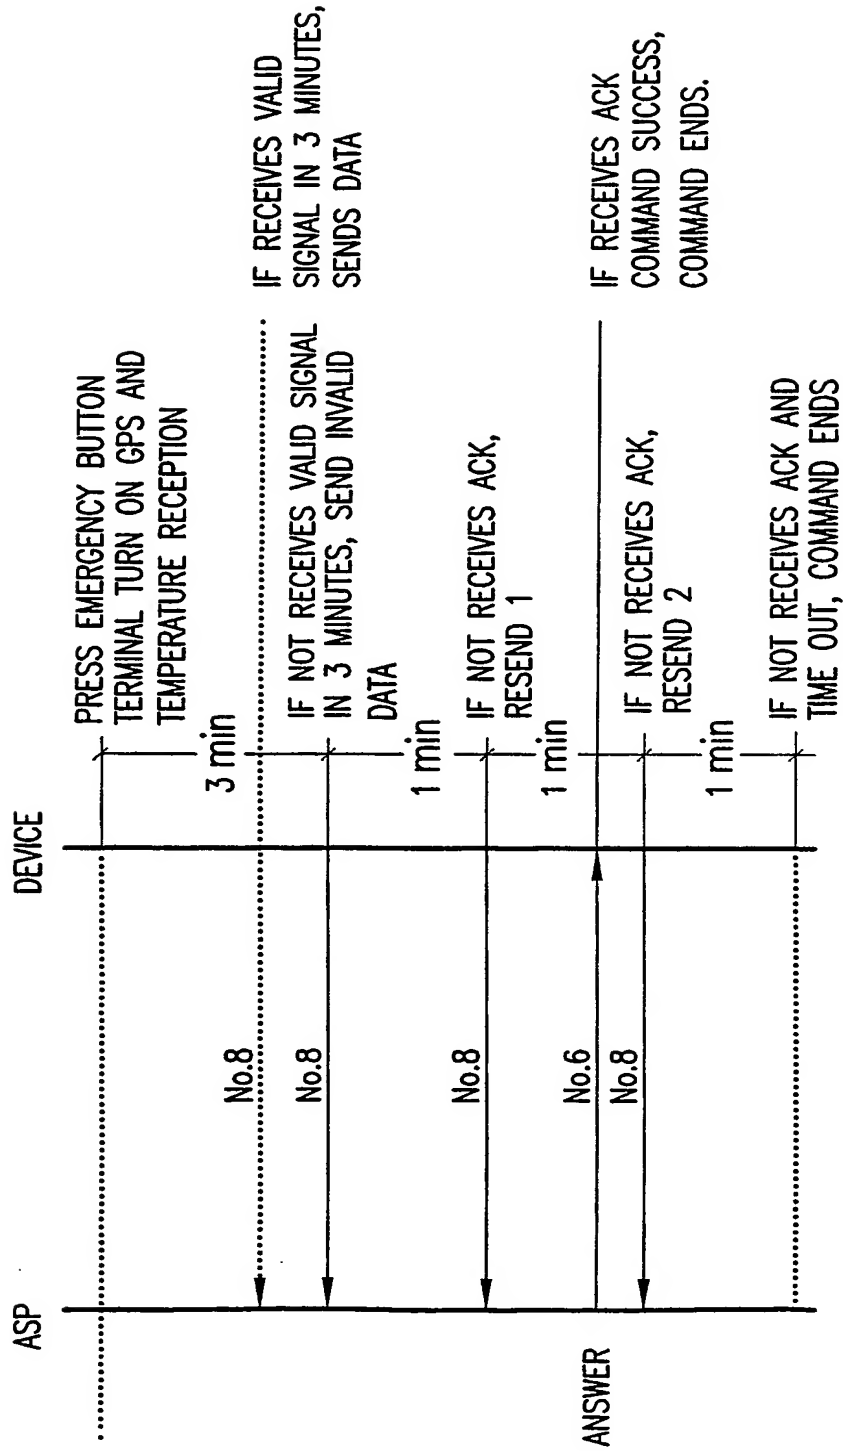 ASP
DEVICE
PRESS EMERGENCY BUTTON
TERMINAL TURN ON GPS AND
TEMPERATURE RECEPTION
3 min
No.8
IF RECEIVES VALID
SIGNAL IN 3 MINUTES,
SENDS DATA
No.8
IF NOT RECEIVES VALID SIGNAL
IN 3 MINUTES, SEND INVALID
DATA
1 min
No.8
IF NOT RECEIVES ACK,
RESEND 1
1 min
ANSWER
No.6
IF RECEIVES ACK
COMMAND SUCCESS,
COMMAND ENDS.
No.8
IF NOT RECEIVES ACK,
RESEND 2
1 min
IF NOT RECEIVES ACK AND
TIME OUT, COMMAND ENDS